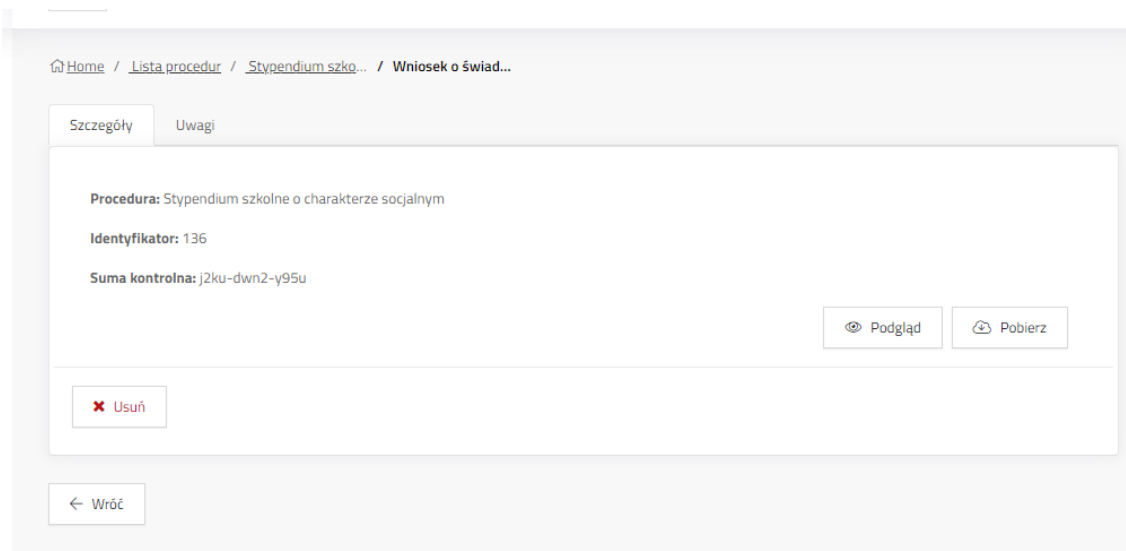 Home / Lista procedur / Stypendium szko... / Wniosek o świad...
Szczegóły Uwagi
Procedura: Stypendium szkolne o charakterze socjalnym
Identyfikator: 136
Suma kontrolna: j2ku-dwn2-y95u
Podgląd Pobierz
Usuń
Wróć